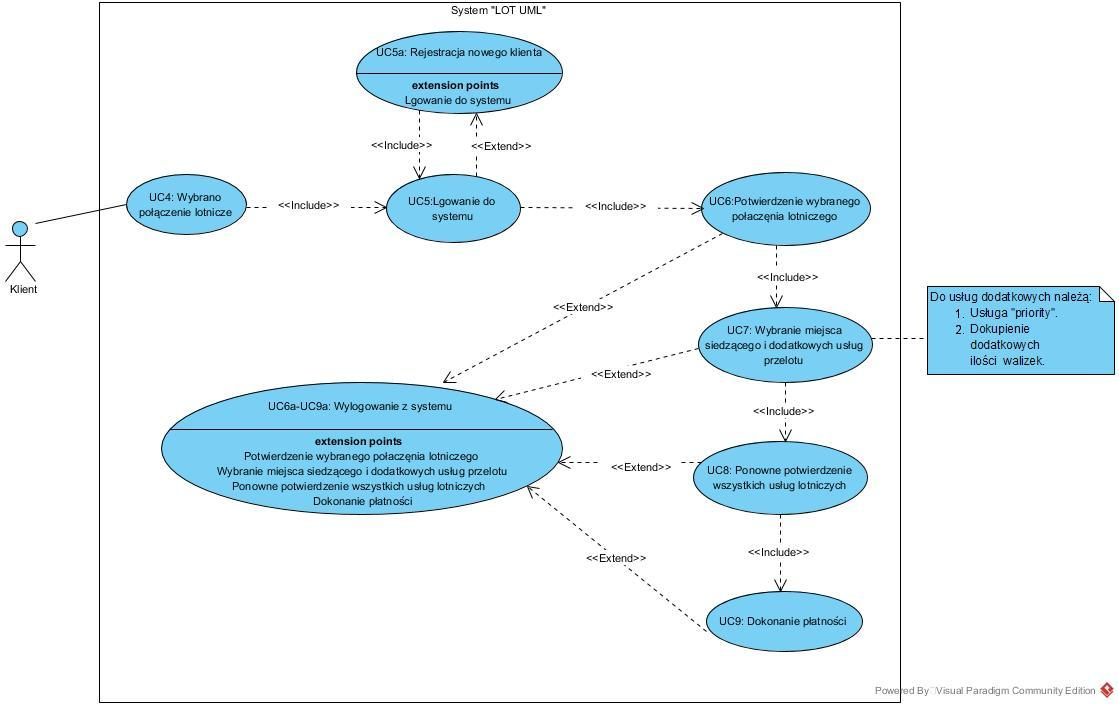 System "LOT UML"
UC5a: Rejestracja nowego klienta
extension points
Lgowanie do systemu
<<Include>>
<<Extend>>
UC4: Wybrano
połączenie lotnicze
<<Include>>
UC5:Lgowanie do
systemu
<<Include>>
UC6:Potwierdzenie wybranego
połaczęnia lotniczego
Klient
<<Include>>
<<Extend>>
Do usług dodatkowych należą:
1. Usługa "priority".
2. Dokupienie
dodatkowych
ilości walizek.
UC7: Wybranie miejsca
siedzącego i dodatkowych usług
przelotu
<<Extend>>
<<Include>>
UC6a-UC9a: Wylogowanie z systemu
extension points
Potwierdzenie wybranego połaczęnia lotniczego
Wybranie miejsca siedzącego i dodatkowych usług przelotu
Ponowne potwierdzenie wszystkich usług lotniczych
Dokonanie płatności
<<Extend>>
UC8: Ponowne potwierdzenie
wszystkich usług lotniczych
<<Include>>
<<Extend>>
UC9: Dokonanie płatności
Powered By Visual Paradigm Community Edition